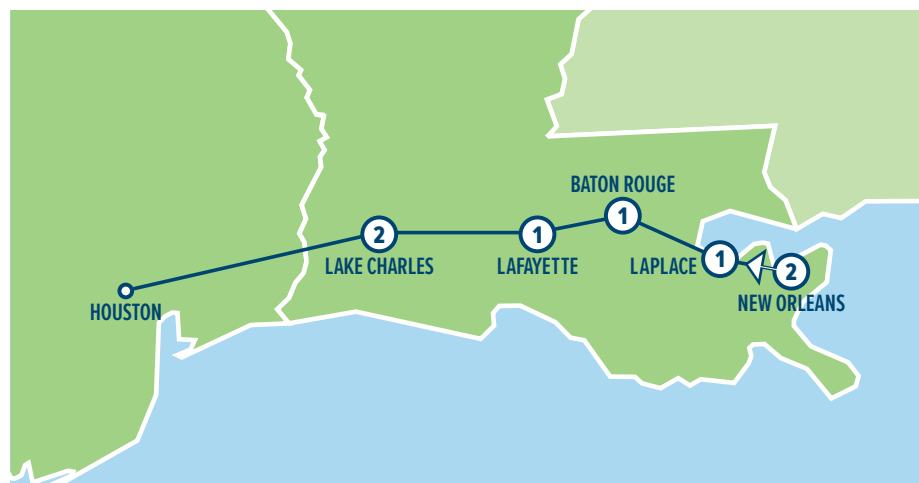 BATON ROUGE
1
2
LAKE CHARLES
1
LAFAYETTE
LAPLACE
1
2
NEW ORLEANS
HOUSTON